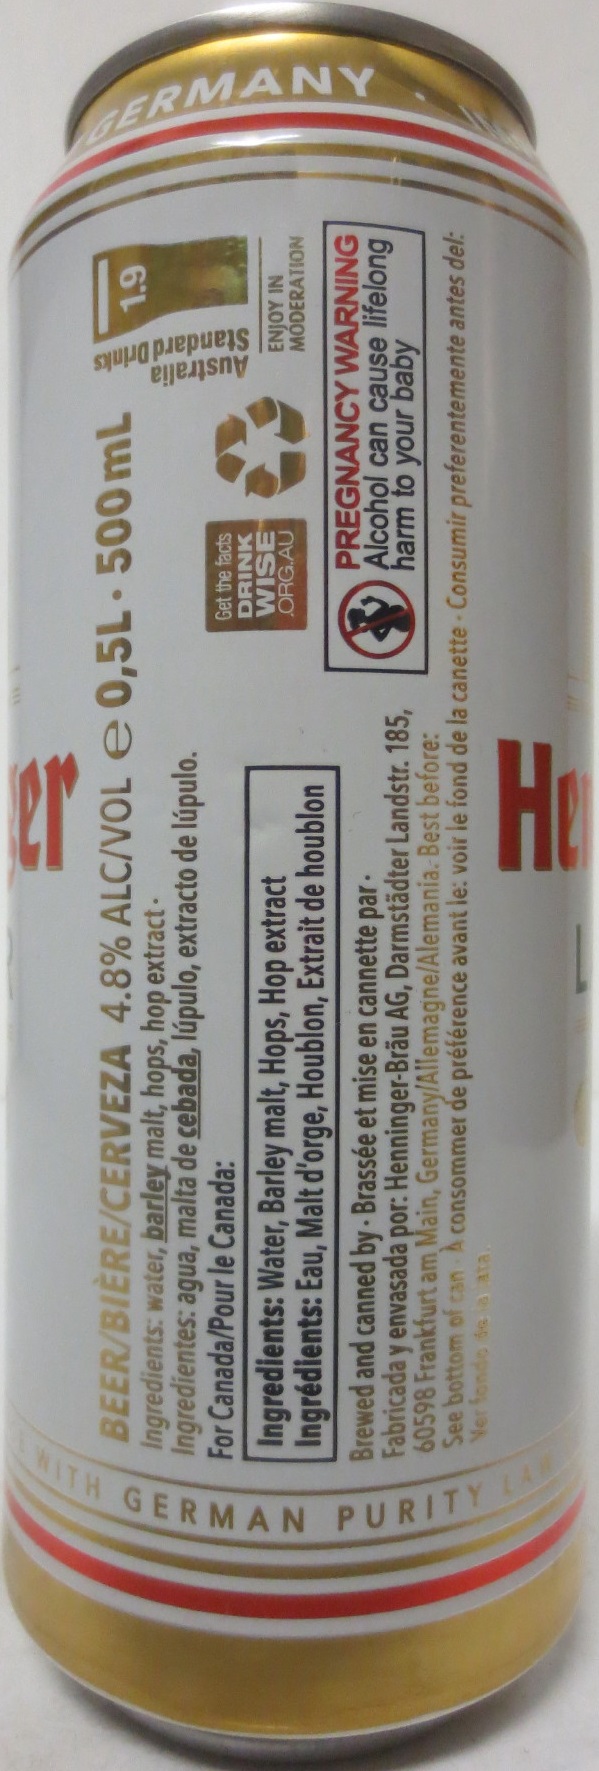 GERMANY ·
ger
BEER/BIÈRE/CERVEZA 4.8% ALC/VOL e 0,5L · 500 mL
Ingredients: water, barley malt, hops, hop extract ·
Ingredientes: agua, malta de cebada, lúpulo, extracto de lúpulo.
For Canada/Pour le Canada:
Ingredients: Water, Barley malt, Hops, Hop extract
Ingrédients: Eau, Malt d'orge, Houblon, Extrait de houblon
Brewed and canned by · Brassée et mise en cannette par ·
Fabricada y envasada por: Henninger-Bräu AG, Darmstädter Landstr. 185,
60598 Frankfurt am Main, Germany/Allemagne/Alemania. Best before:
See bottom of can · À consommer de préférence avant le: voir le fond de la canette · Consumir preferentemente antes del:
Ver fondo de la lata.
1.9
Australia
Standard Drinks
ENJOY IN
MODERATION
Get the facts
DRINK
WISE
.ORG.AU
PREGNANCY WARNING
Alcohol can cause lifelong
harm to your baby
Hen
L
WITH GERMAN PURITY LAW